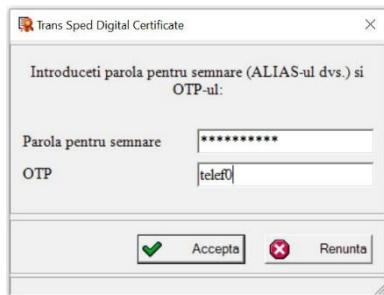 Trans Sped Digital Certificate
Introduceti parola pentru semnare (ALIAS-ul dvs.) si
OTP-ul:
Parola pentru semnare **********
OTP telef0
Accepta Renunta